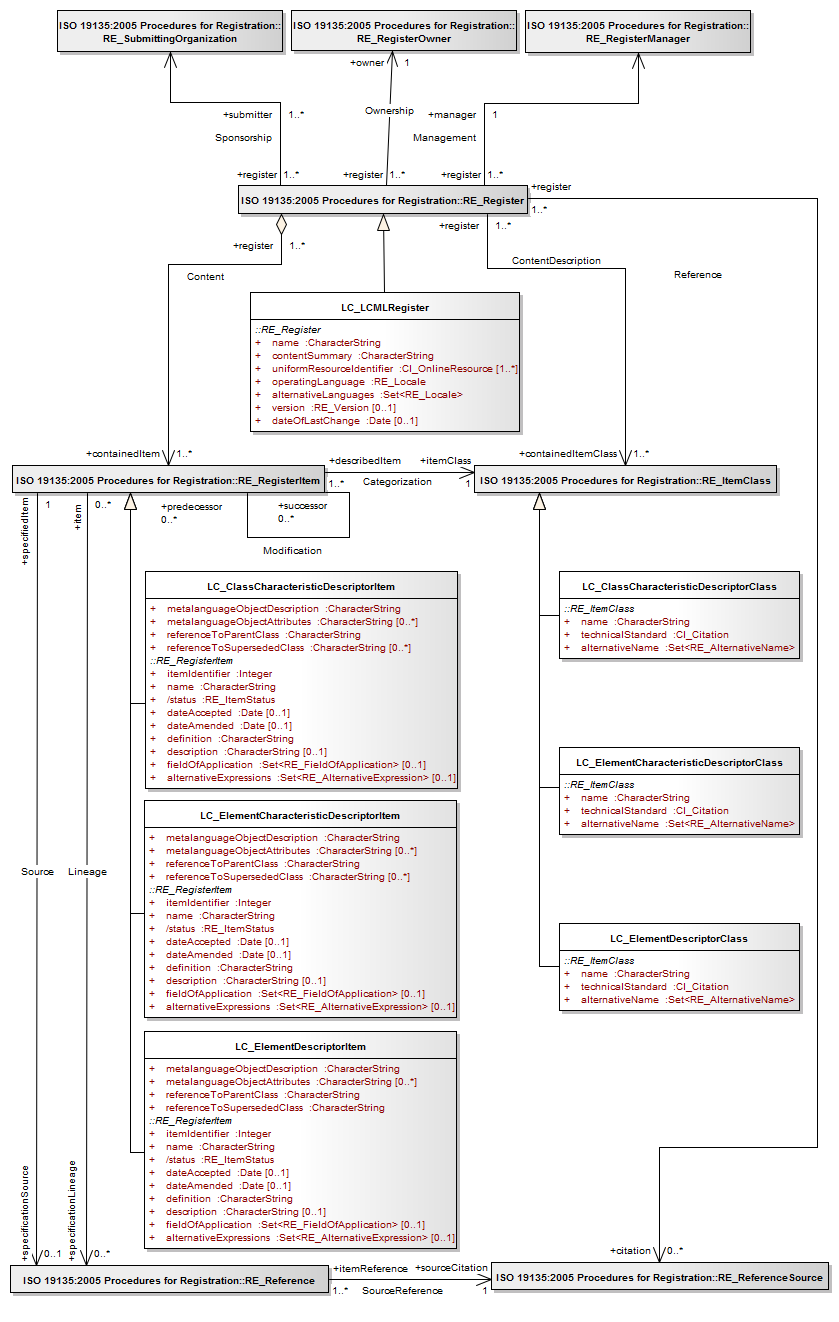 ISO 19135:2005 Procedures for Registration::
RE_SubmittingOrganization
ISO 19135:2005 Procedures for Registration::
RE_RegisterOwner
ISO 19135:2005 Procedures for Registration::
RE_RegisterManager
+owner 1
+submitter 1..*
Ownership
+manager 1
Sponsorship
Management
+register 1..*
+register 1..*
+register 1..*
+register
1..*
ISO 19135:2005 Procedures for Registration::RE_Register
+register 1..*
+register 1..*
Content
ContentDescription
Reference
LC_LCMLRegister
::RE_Register
+ name :CharacterString
+ contentSummary :CharacterString
+ uniformResourceIdentifier :CI_OnlineResource [1..*]
+ operatingLanguage :RE_Locale
+ alternativeLanguages :Set<RE_Locale>
+ version :RE_Version [0..1]
+ dateOfLastChange :Date [0..1]
+containedItem 1..*
+describedItem +itemClass
+containedItemClass 1..*
ISO 19135:2005 Procedures for Registration::RE_RegisterItem
1..* Categorization 1
ISO 19135:2005 Procedures for Registration::RE_ItemClass
+specifiedItem
1
+item
0..*
+predecessor
0..*
+successor
0..*
Modification
LC_ClassCharacteristicDescriptorItem
+ metalanguageObjectDescription :CharacterString
+ metalanguageObjectAttributes :CharacterString [0..*]
+ referenceToParentClass :CharacterString
+ referenceToSupersededClass :CharacterString [0..*]
::RE_RegisterItem
+ itemIdentifier :Integer
+ name :CharacterString
+ /status :RE_ItemStatus
+ dateAccepted :Date [0..1]
+ dateAmended :Date [0..1]
+ definition :CharacterString
+ description :CharacterString [0..1]
+ fieldOfApplication :Set<RE_FieldOfApplication> [0..1]
+ alternativeExpressions :Set<RE_AlternativeExpression> [0..1]
LC_ClassCharacteristicDescriptorClass
::RE_ItemClass
+ name :CharacterString
+ technicalStandard :CI_Citation
+ alternativeName :Set<RE_AlternativeName>
LC_ElementCharacteristicDescriptorClass
::RE_ItemClass
+ name :CharacterString
+ technicalStandard :CI_Citation
+ alternativeName :Set<RE_AlternativeName>
LC_ElementCharacteristicDescriptorItem
+ metalanguageObjectDescription :CharacterString
+ metalanguageObjectAttributes :CharacterString [0..*]
+ referenceToParentClass :CharacterString
+ referenceToSupersededClass :CharacterString [0..*]
::RE_RegisterItem
+ itemIdentifier :Integer
+ name :CharacterString
+ /status :RE_ItemStatus
+ dateAccepted :Date [0..1]
+ dateAmended :Date [0..1]
+ definition :CharacterString
+ description :CharacterString [0..1]
+ fieldOfApplication :Set<RE_FieldOfApplication> [0..1]
+ alternativeExpressions :Set<RE_AlternativeExpression> [0..1]
Source
Lineage
LC_ElementDescriptorClass
::RE_ItemClass
+ name :CharacterString
+ technicalStandard :CI_Citation
+ alternativeName :Set<RE_AlternativeName>
LC_ElementDescriptorItem
+ metalanguageObjectDescription :CharacterString
+ metalanguageObjectAttributes :CharacterString [0..*]
+ referenceToParentClass :CharacterString
+ referenceToSupersededClass :CharacterString
::RE_RegisterItem
+ itemIdentifier :Integer
+ name :CharacterString
+ /status :RE_ItemStatus
+ dateAccepted :Date [0..1]
+ dateAmended :Date [0..1]
+ definition :CharacterString
+ description :CharacterString [0..1]
+ fieldOfApplication :Set<RE_FieldOfApplication> [0..1]
+ alternativeExpressions :Set<RE_AlternativeExpression> [0..1]
+specificationSource
0..1
+specificationLineage
0..*
+citation 0..*
ISO 19135:2005 Procedures for Registration::RE_Reference
+itemReference +sourceCitation
1..* SourceReference 1
ISO 19135:2005 Procedures for Registration::RE_ReferenceSource